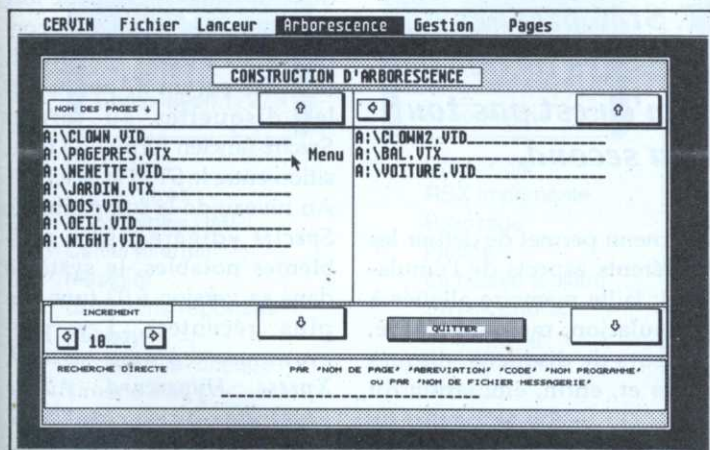 CERVIN Fichier Lanceur Arborescence Gestion Pages
CONSTRUCTION D'ARBORESCENCE
NOM DES PAGES ↓
A:\CLOWN.VID
A:\PAGEPRES.VTX
A:\NENETTE.VID
A:\JARDIN.VTX
A:\DOS.VID
A:\OEIL.VID
A:\NIGHT.VID
Menu
A:\CLOWN2.VID
A:\BAL.VTX
A:\VOITURE.VID
INCREMENT
10
QUITTER
RECHERCHE DIRECTE
PAR 'NOM DE PAGE' 'ABREVIATION' 'CODE' 'NOM PROGRAMME'
PAR 'NOM DE FICHIER MESSAGERIE'